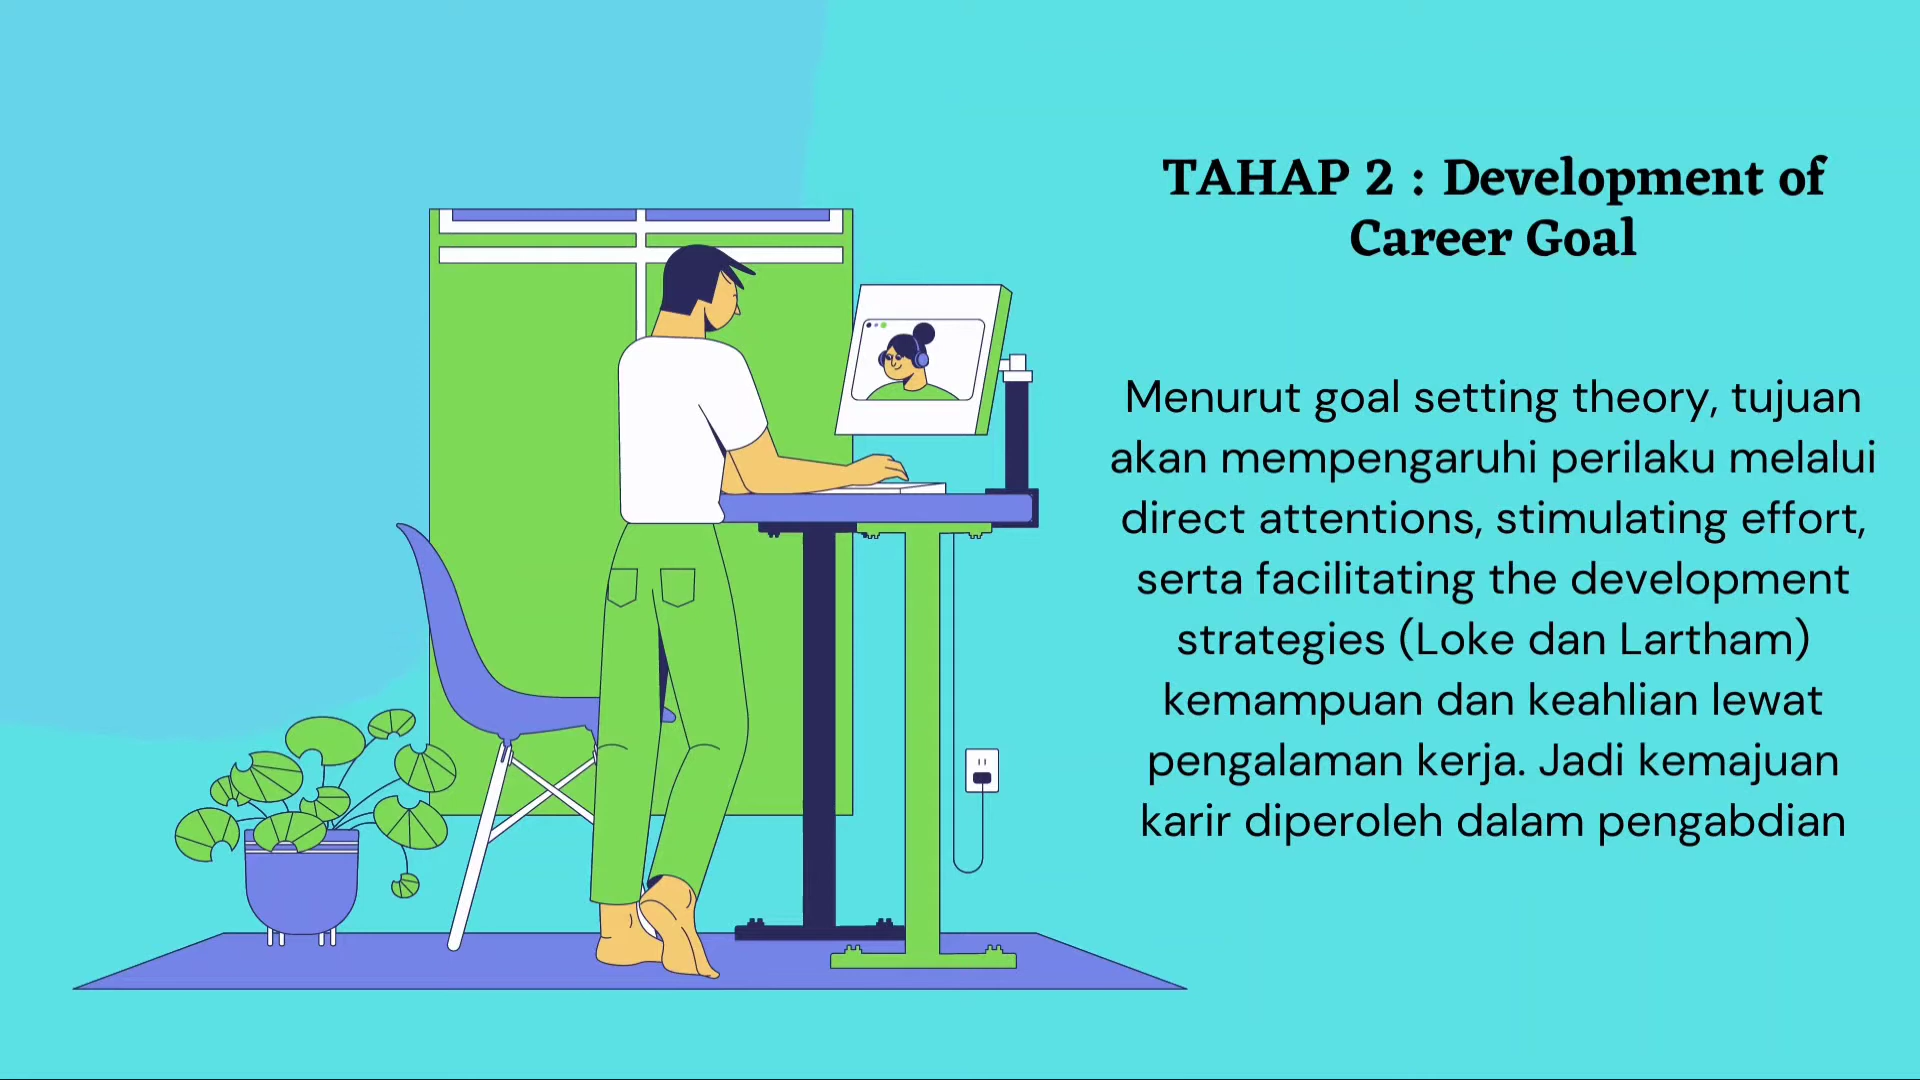 TAHAP 2 : Development of
Career Goal
Menurut goal setting theory, tujuan
akan mempengaruhi perilaku melalui
direct attentions, stimulating effort,
serta facilitating the development
strategies (Loke dan Lartham)
kemampuan dan keahlian lewat
pengalaman kerja. Jadi kemajuan
karir diperoleh dalam pengabdian